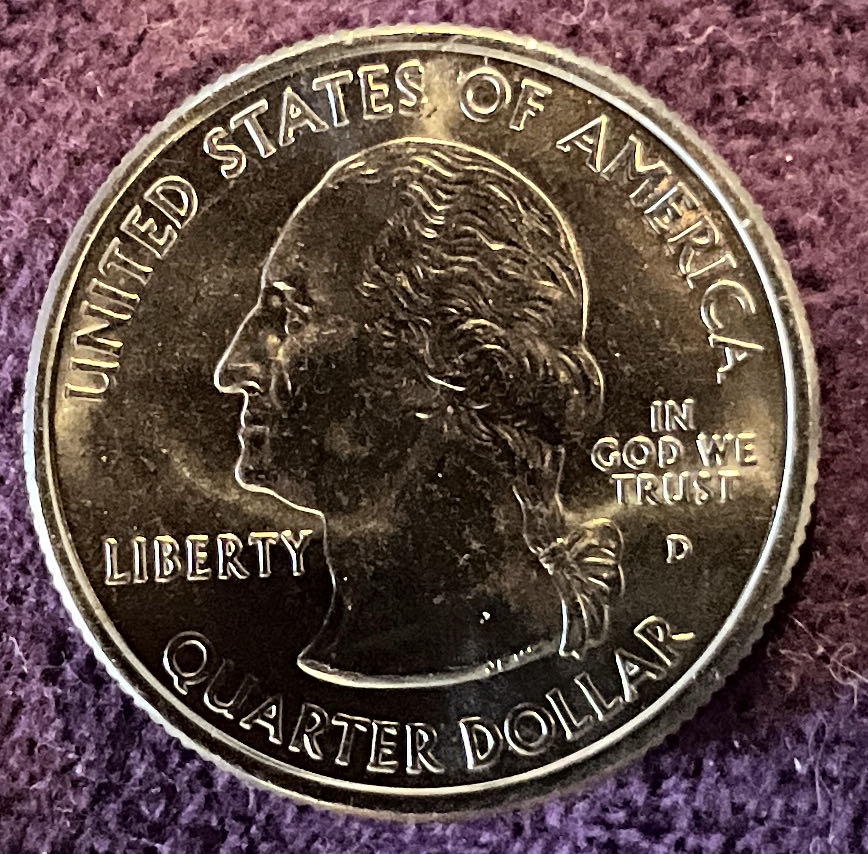 UNITED STATES OF AMERICA
IN
GOD WE
TRUST
LIBERTY
D
QUARTER DOLLAR